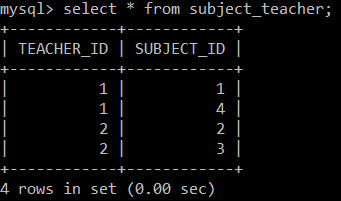 mysql> select * from subject_teacher;
+------------+------------+
| TEACHER_ID | SUBJECT_ID |
+------------+------------+
|          1 |          1 |
|          1 |          4 |
|          2 |          2 |
|          2 |          3 |
+------------+------------+
4 rows in set (0.00 sec)